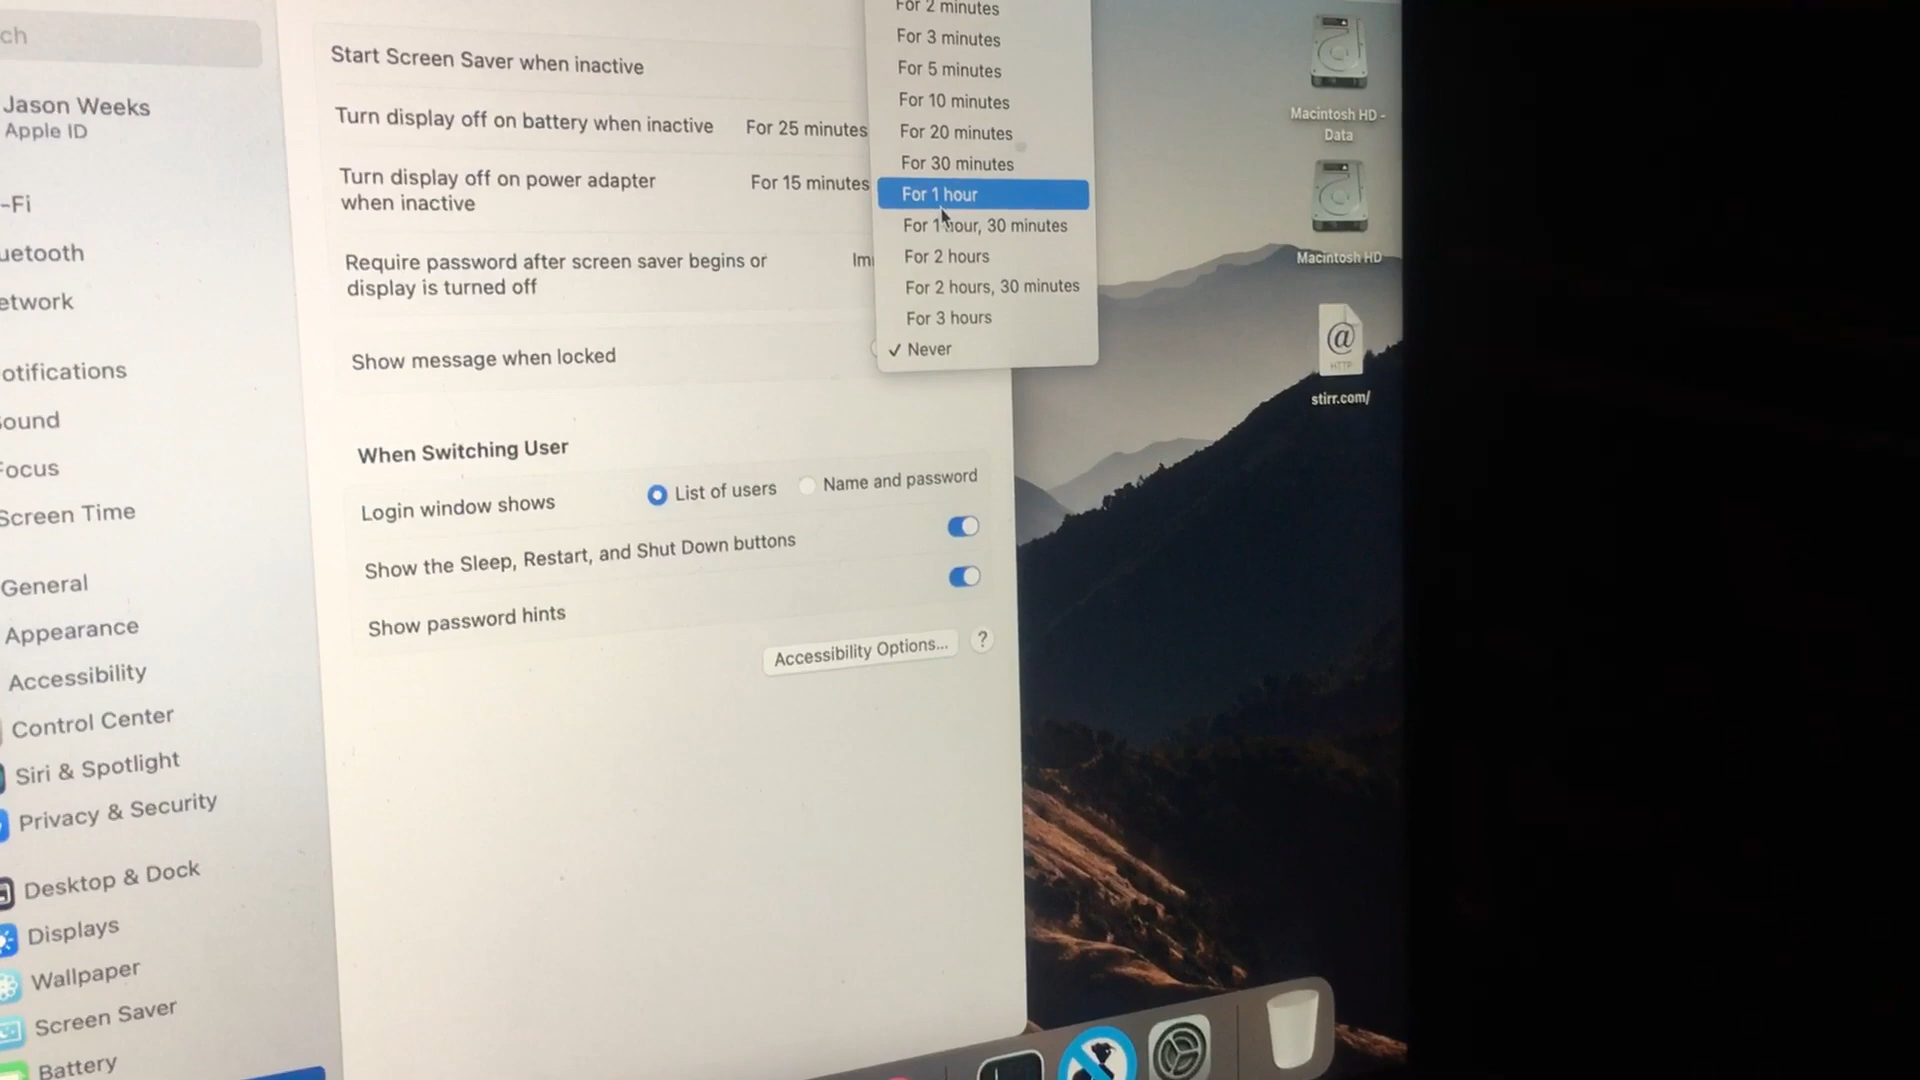 ch
Jason Weeks
Apple ID
-Fi
uetooth
etwork
otifications
ound
Focus
Screen Time
General
Appearance
Accessibility
Control Center
Siri & Spotlight
Privacy & Security
Desktop & Dock
Displays
Wallpaper
Screen Saver
Battery
Start Screen Saver when inactive
Turn display off on battery when inactive
For 25 minutes
Turn display off on power adapter
when inactive
For 15 minutes
Require password after screen saver begins or
display is turned off
Im
Show message when locked
When Switching User
Login window shows
List of users
Name and password
Show the Sleep, Restart, and Shut Down buttons
Show password hints
Accessibility Options...
?
For 2 minutes
For 3 minutes
For 5 minutes
For 10 minutes
For 20 minutes
For 30 minutes
For 1 hour
For 1 hour, 30 minutes
For 2 hours
For 2 hours, 30 minutes
For 3 hours
✓ Never
Macintosh HD -
Data
Macintosh HD
@
HTTP
stirr.com/